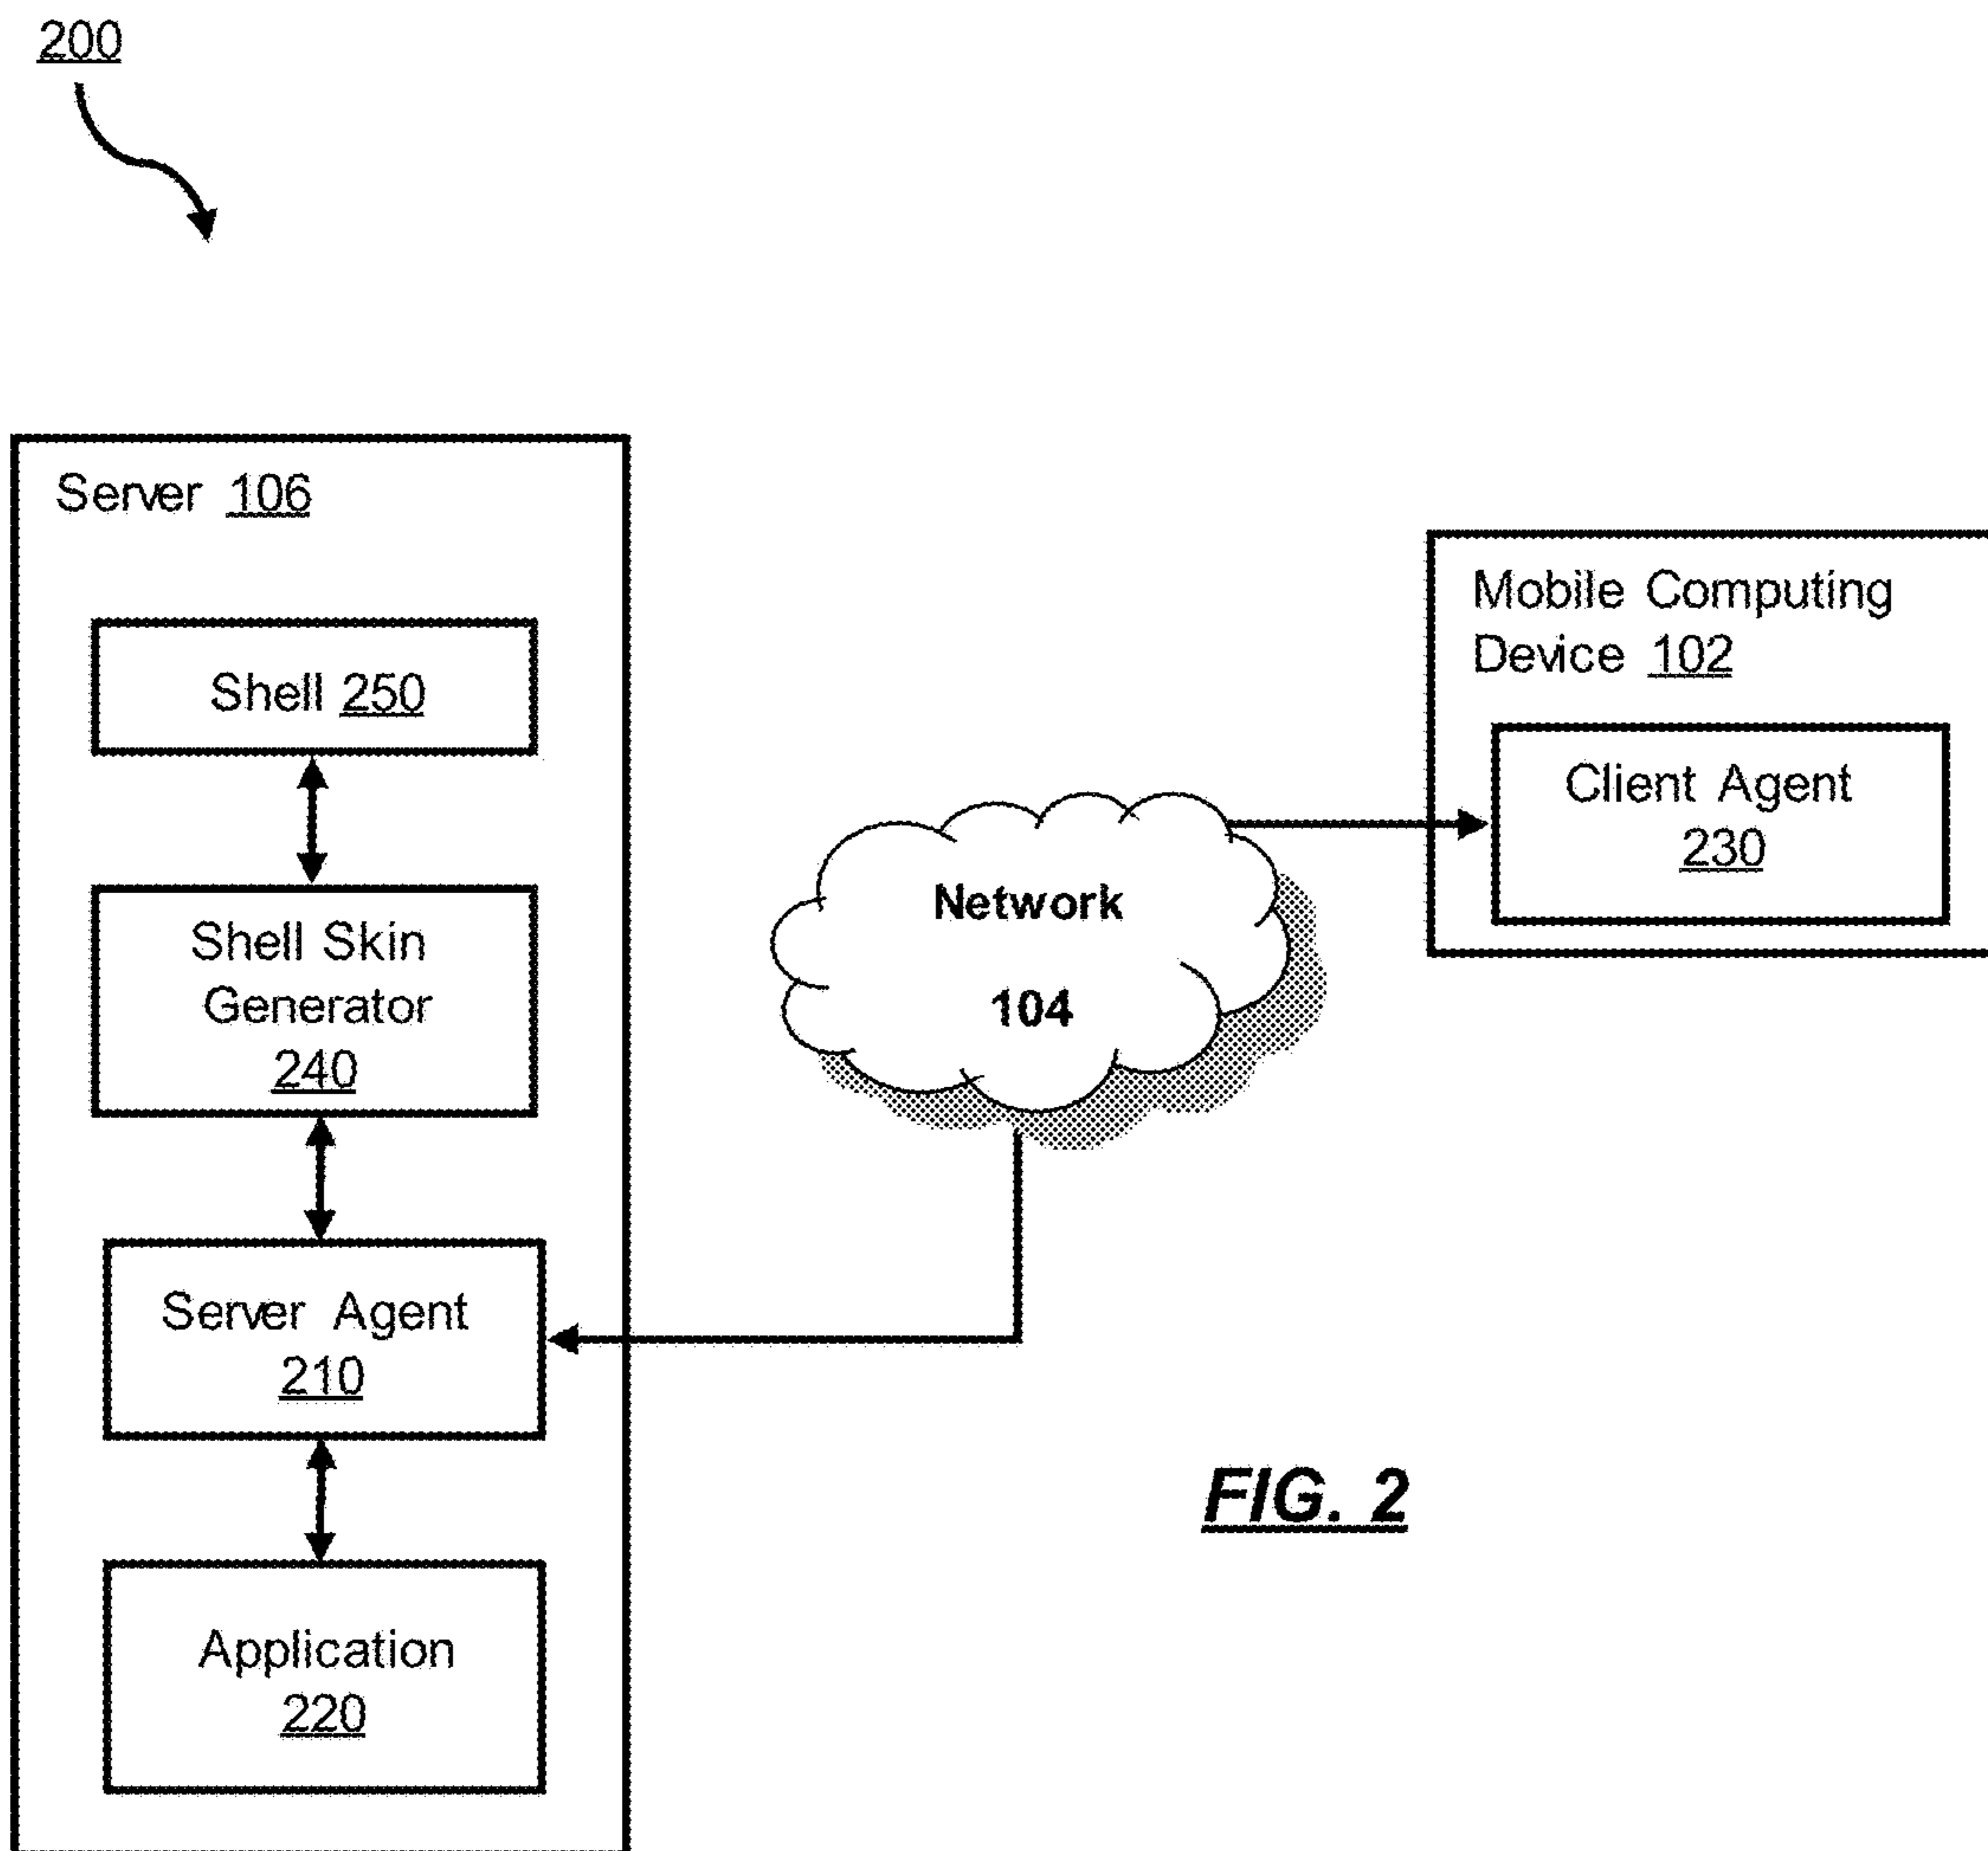 200
Server 106
Shell 250
Shell Skin
Generator
240
Server Agent
210
Application
220
Network
104
Mobile Computing
Device 102
Client Agent
230
FIG. 2